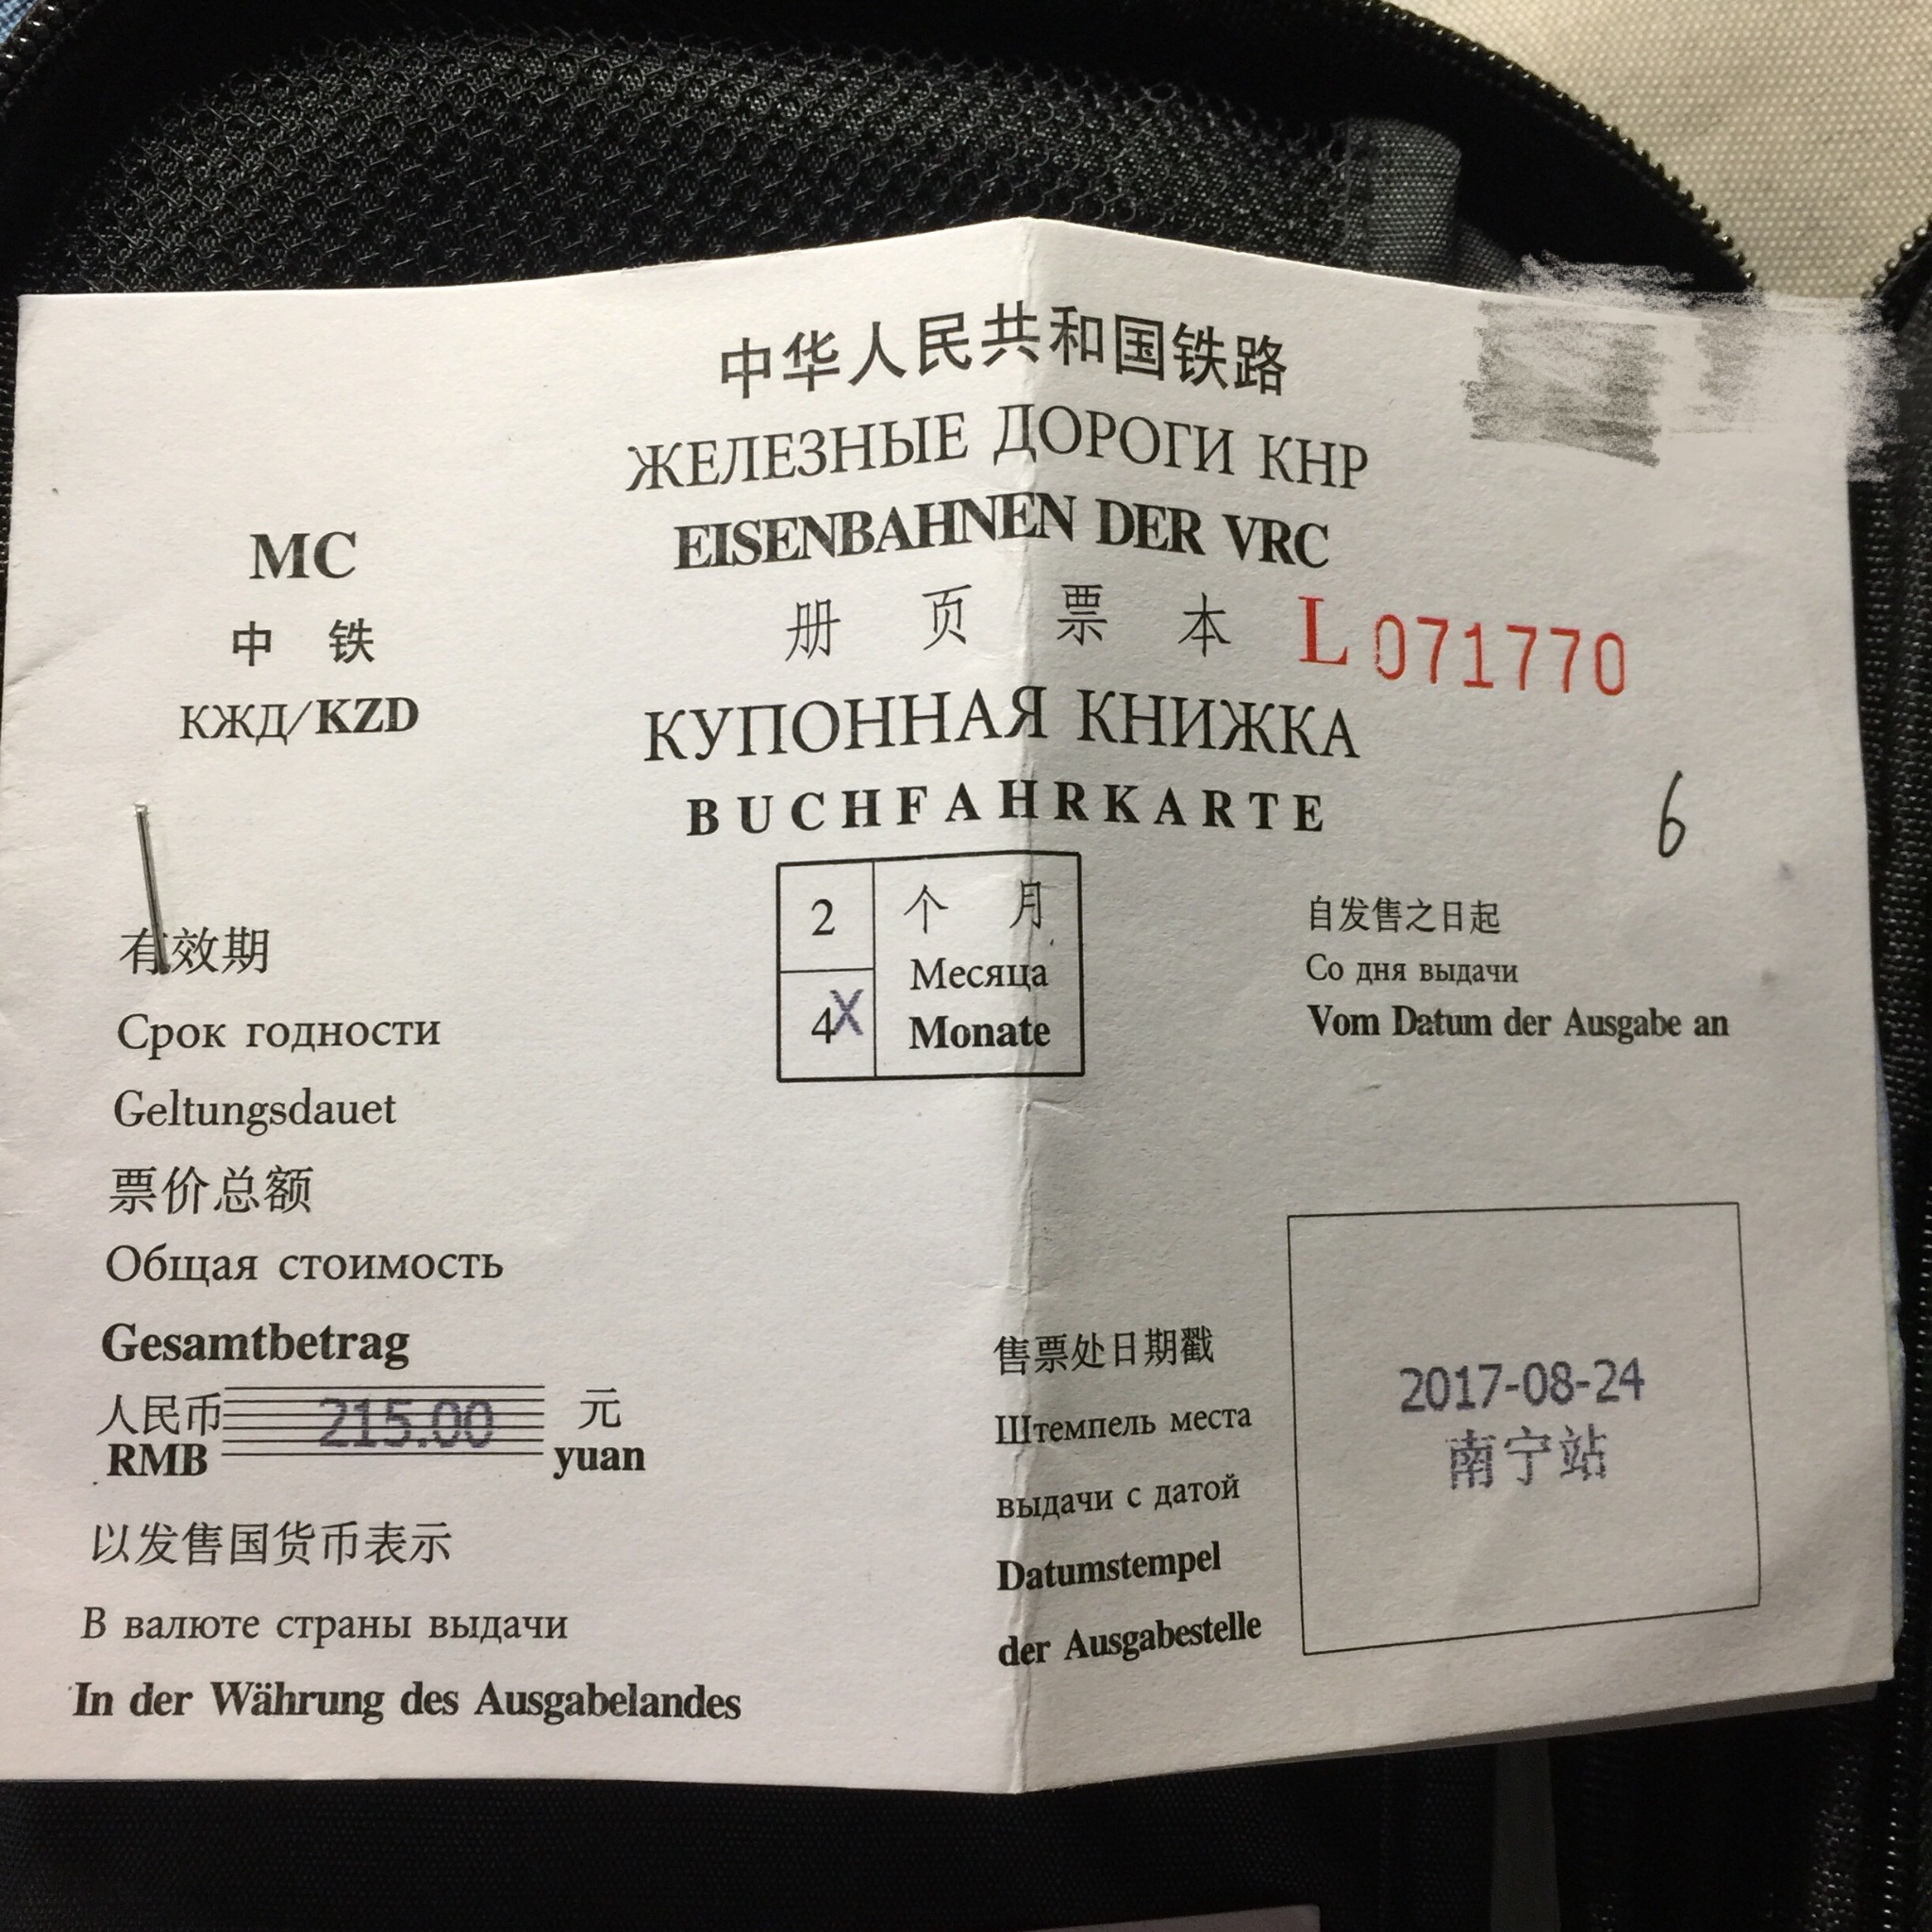 中华人民共和国铁路
ЖЕЛЕЗНЫЕ ДОРОГИ КНР
EISENBAHNEN DER VRC
MC
中 铁
КЖД/KZD
册 页 票 本 L 071770
КУПОННАЯ КНИЖКА
BUCHFAHRKARTE
6
有效期
Срок годности
Geltungsdauet
2
4 X
个 月
Месяца
Monate
自发售之日起
Со дня выдачи
Vom Datum der Ausgabe an
票价总额
Общая стоимость
Gesamtbetrag
人民币 215.00 元
RMB yuan
以发售国货币表示
В валюте страны выдачи
In der Währung des Ausgabelandes
售票处日期戳
Штемпель места
выдачи с датой
Datumstempel
der Ausgabestelle
2017-08-24
南宁站